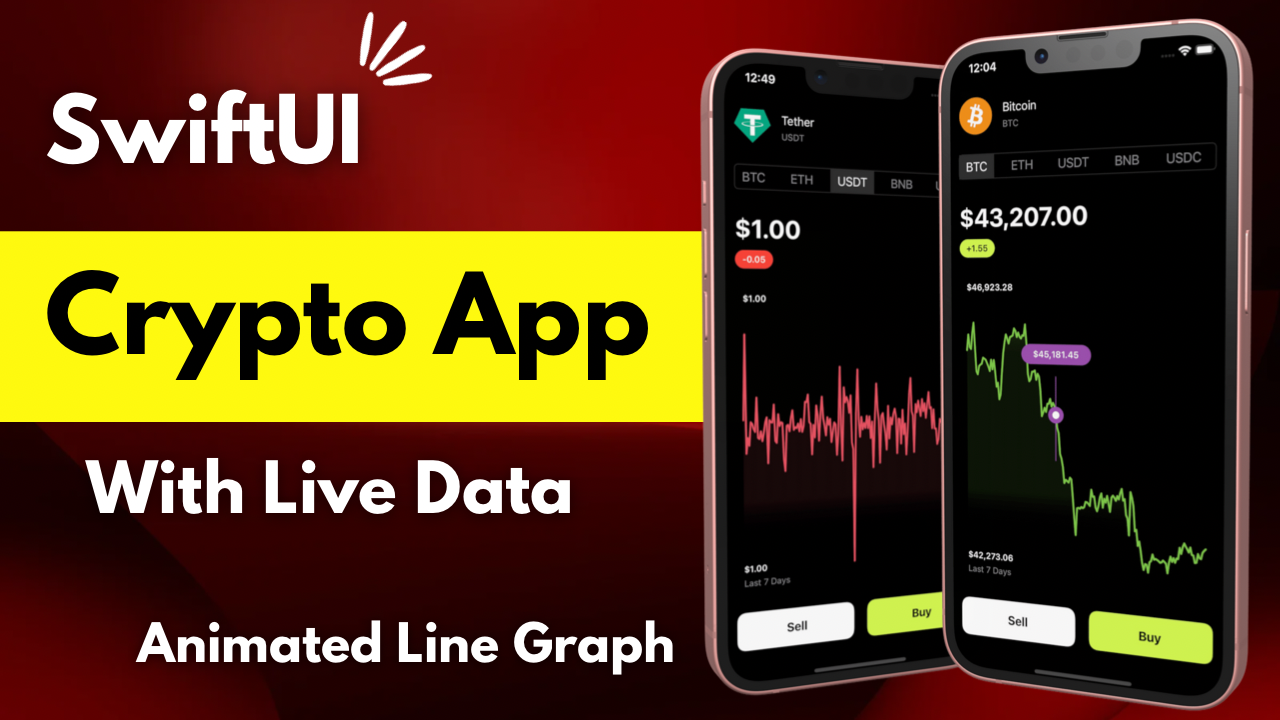 SwiftUI
Crypto App
With Live Data
Animated Line Graph
12:49
Tether
USDT
BTC ETH USDT BNB
$1.00
-0.05
$1.00
$1.00
Last 7 Days
Sell Buy
12:04
Bitcoin
BTC
BTC ETH USDT BNB USDC
$43,207.00
+1.55
$46,923.28
$45,181.45
$42,273.06
Last 7 Days
Sell Buy